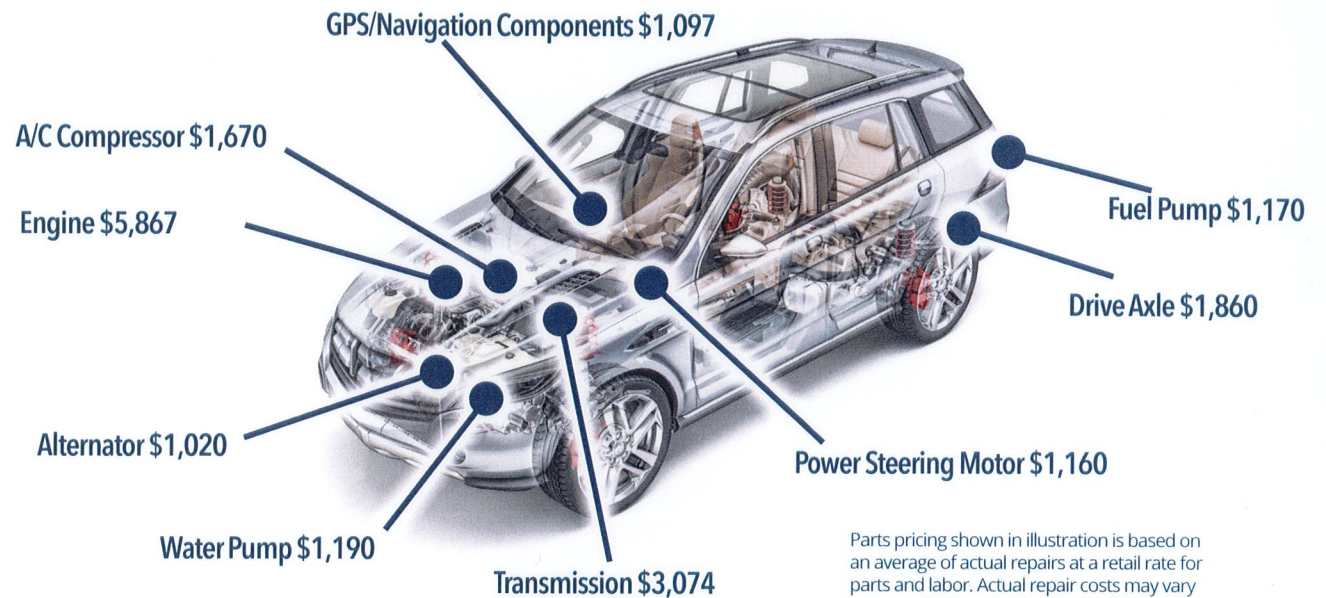 GPS/Navigation Components $1,097
A/C Compressor $1,670
Engine $5,867
Fuel Pump $1,170
Drive Axle $1,860
Alternator $1,020
Power Steering Motor $1,160
Water Pump $1,190
Transmission $3,074
Parts pricing shown in illustration is based on
an average of actual repairs at a retail rate for
parts and labor. Actual repair costs may vary